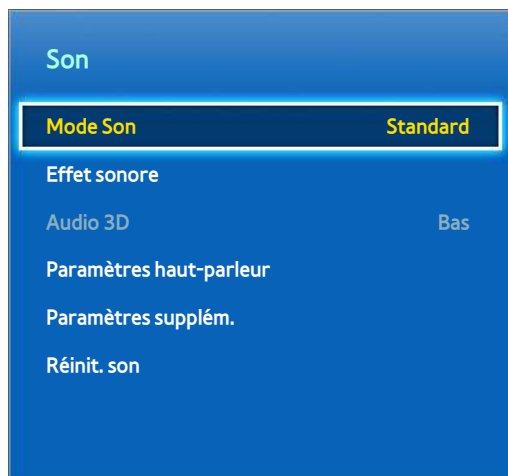 Son
Mode Son Standard
Effet sonore
Audio 3D Bas
Paramètres haut-parleur
Paramètres supplém.
Réinit. son